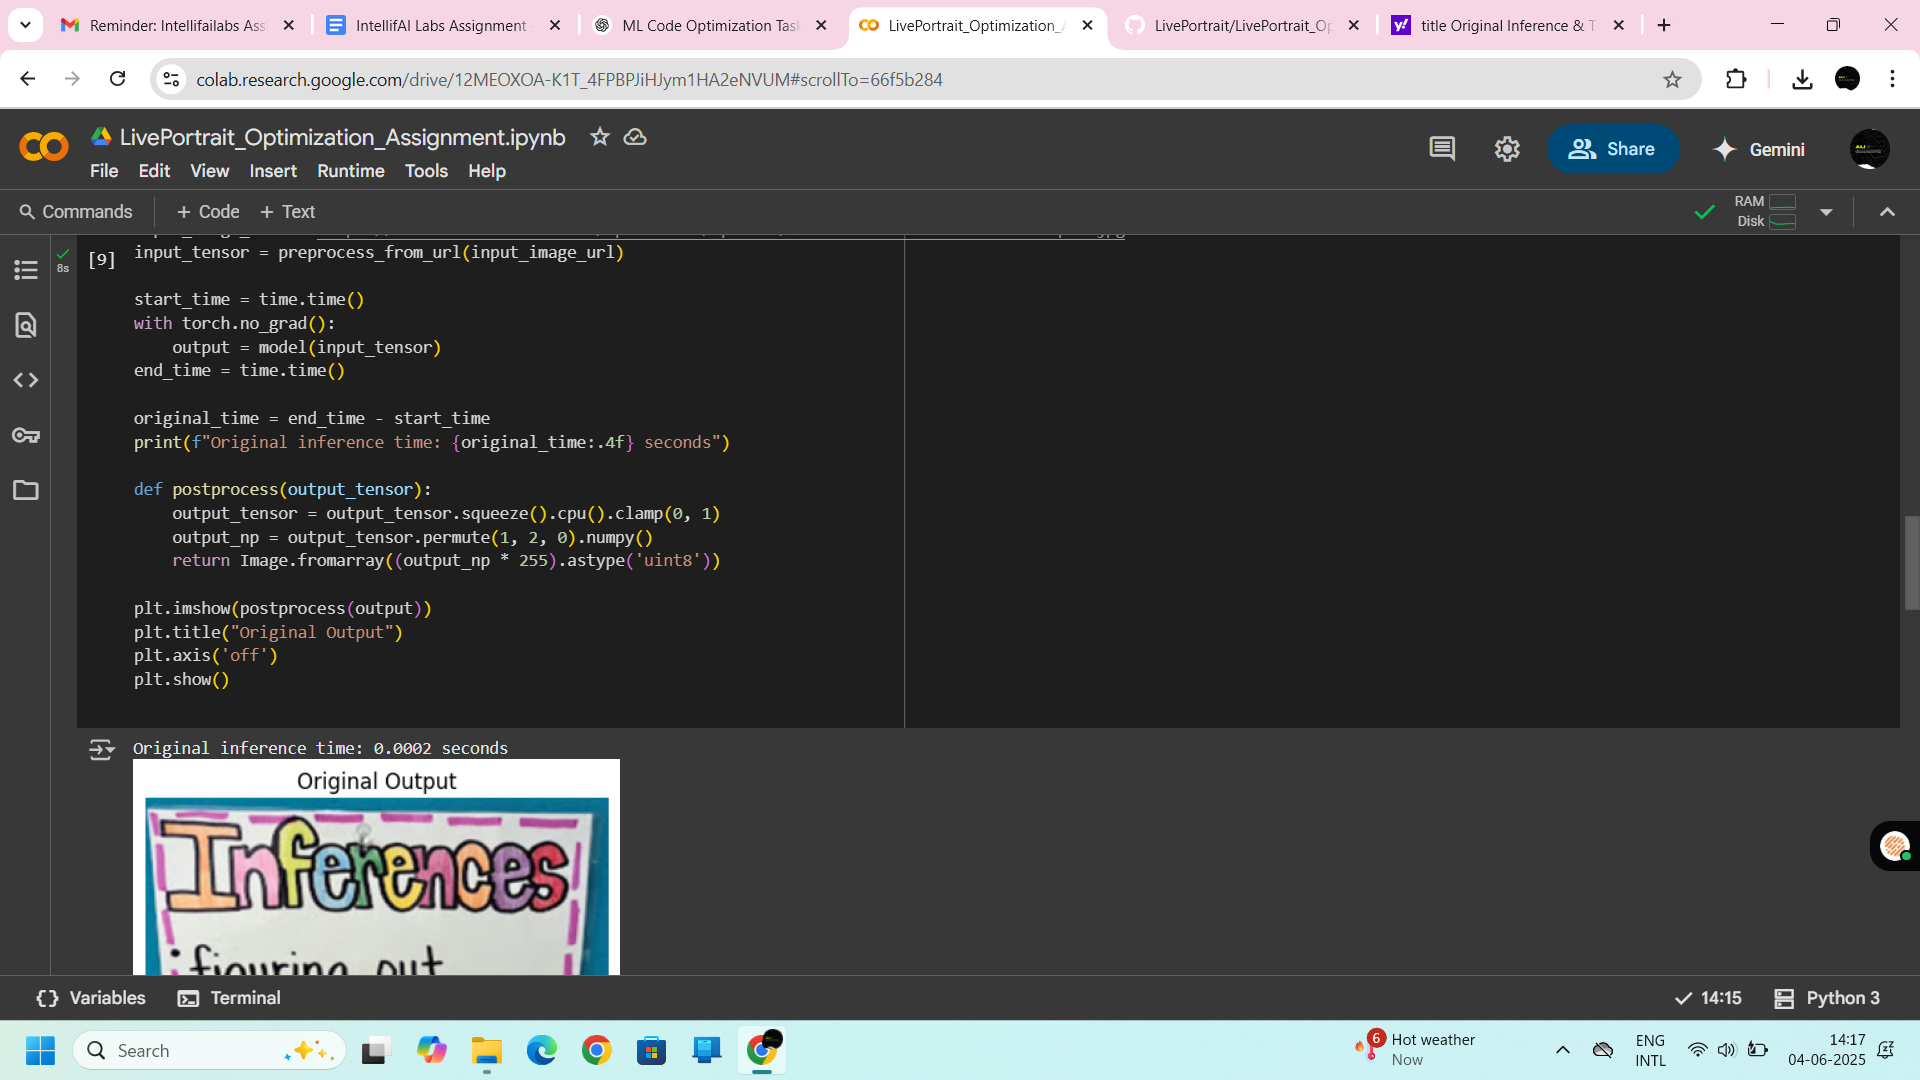 Reminder: Intellifailabs Ass
IntellifAI Labs Assignment
ML Code Optimization Tas
LivePortrait_Optimization_A
LivePortrait/LivePortrait_Op
title Original Inference & T
colab.research.google.com/drive/12MEOXOA-K1T_4FPBPJiHJym1HA2eNVUM#scrollTo=66f5b284
LivePortrait_Optimization_Assignment.ipynb
File Edit View Insert Runtime Tools Help
Share
Gemini
Commands + Code + Text
RAM
Disk
[9]
8s
input_tensor = preprocess_from_url(input_image_url)
start_time = time.time()
with torch.no_grad():
output = model(input_tensor)
end_time = time.time()
original_time = end_time - start_time
print(f"Original inference time: {original_time:.4f} seconds")
def postprocess(output_tensor):
output_tensor = output_tensor.squeeze().cpu().clamp(0, 1)
output_np = output_tensor.permute(1, 2, 0).numpy()
return Image.fromarray((output_np * 255).astype('uint8'))
plt.imshow(postprocess(output))
plt.title("Original Output")
plt.axis('off')
plt.show()
Original inference time: 0.0002 seconds
Original Output
Inferences
• figuring out
Variables Terminal
14:15 Python 3
Search
6
Hot weather
Now
ENG
INTL
14:17
04-06-2025